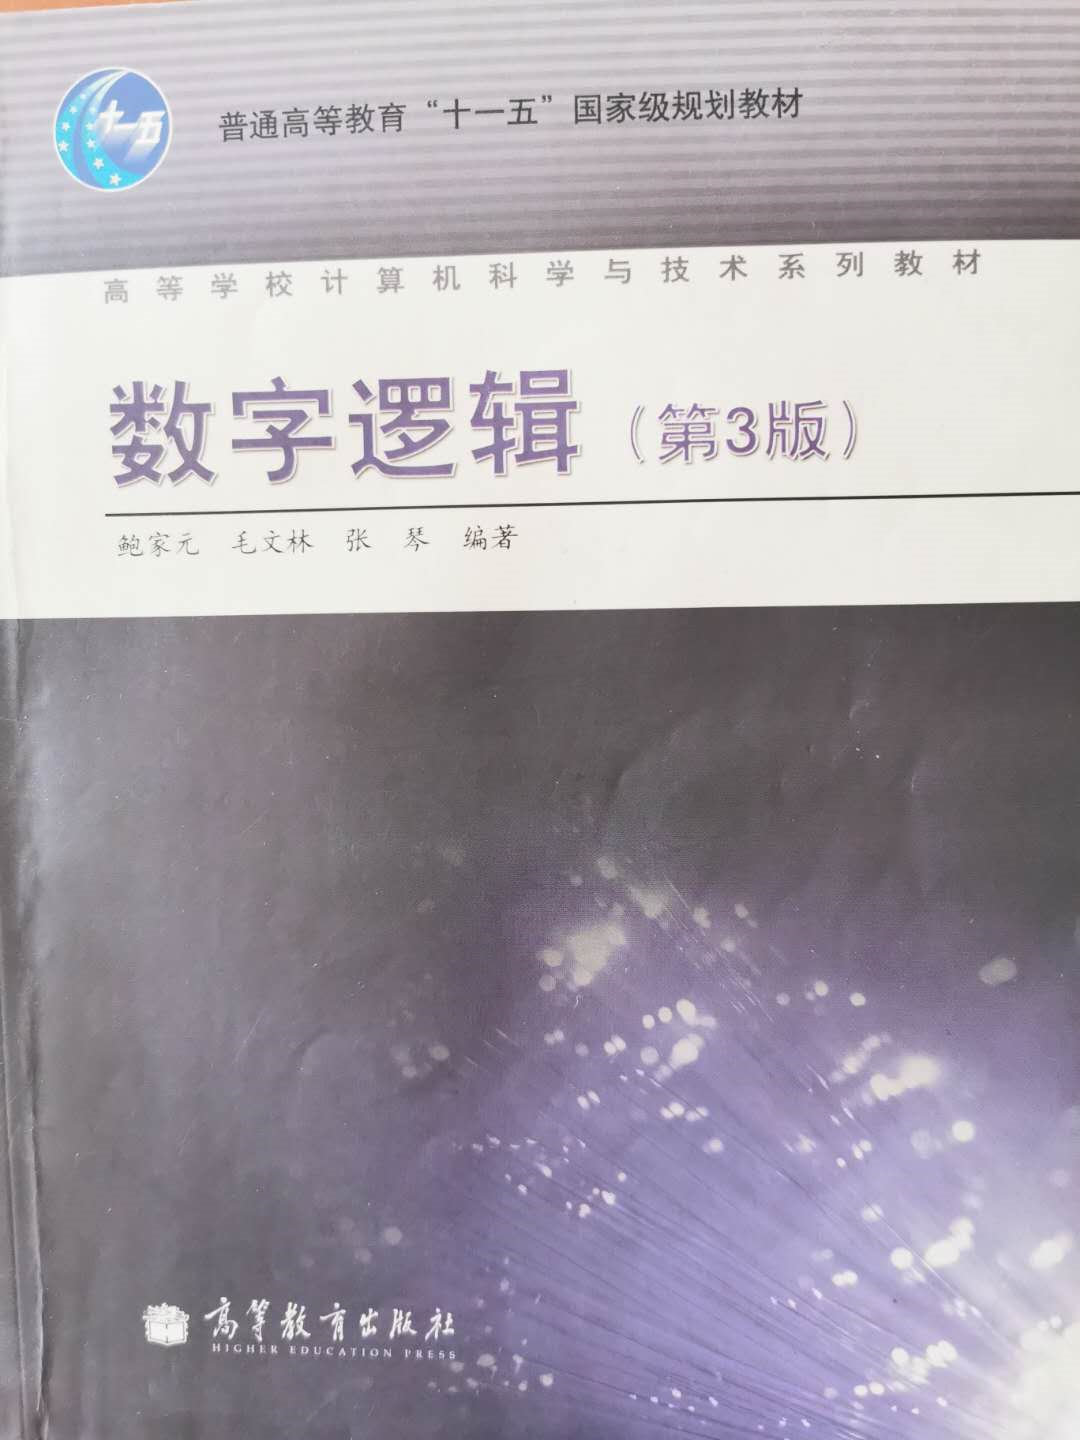 十一五
普通高等教育“十一五”国家级规划教材
高等学校计算机科学与技术系列教材
数字逻辑（第3版）
鲍家元 毛文林 张琴 编著
高等教育出版社
HIGHER EDUCATION PRESS